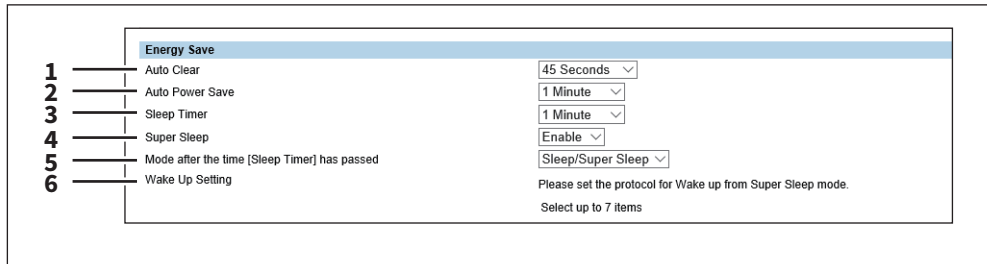 Energy Save
1 Auto Clear 45 Seconds
2 Auto Power Save 1 Minute
3 Sleep Timer 1 Minute
4 Super Sleep Enable
5 Mode after the time [Sleep Timer] has passed Sleep/Super Sleep
6 Wake Up Setting Please set the protocol for Wake up from Super Sleep mode.
Select up to 7 items